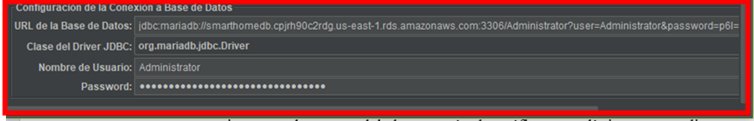 Configuración de la Conexión a Base de Datos
URL de la Base de Datos: jdbc:mariadb://smarthomedb.cpjrh90c2rdg.us-east-1.rds.amazonaws.com:3306/Administrator?user=Administrator&password=p6l=
Clase del Driver JDBC: org.mariadb.jdbc.Driver
Nombre de Usuario: Administrator
Password: ••••••••••••••••••••••••••••••••